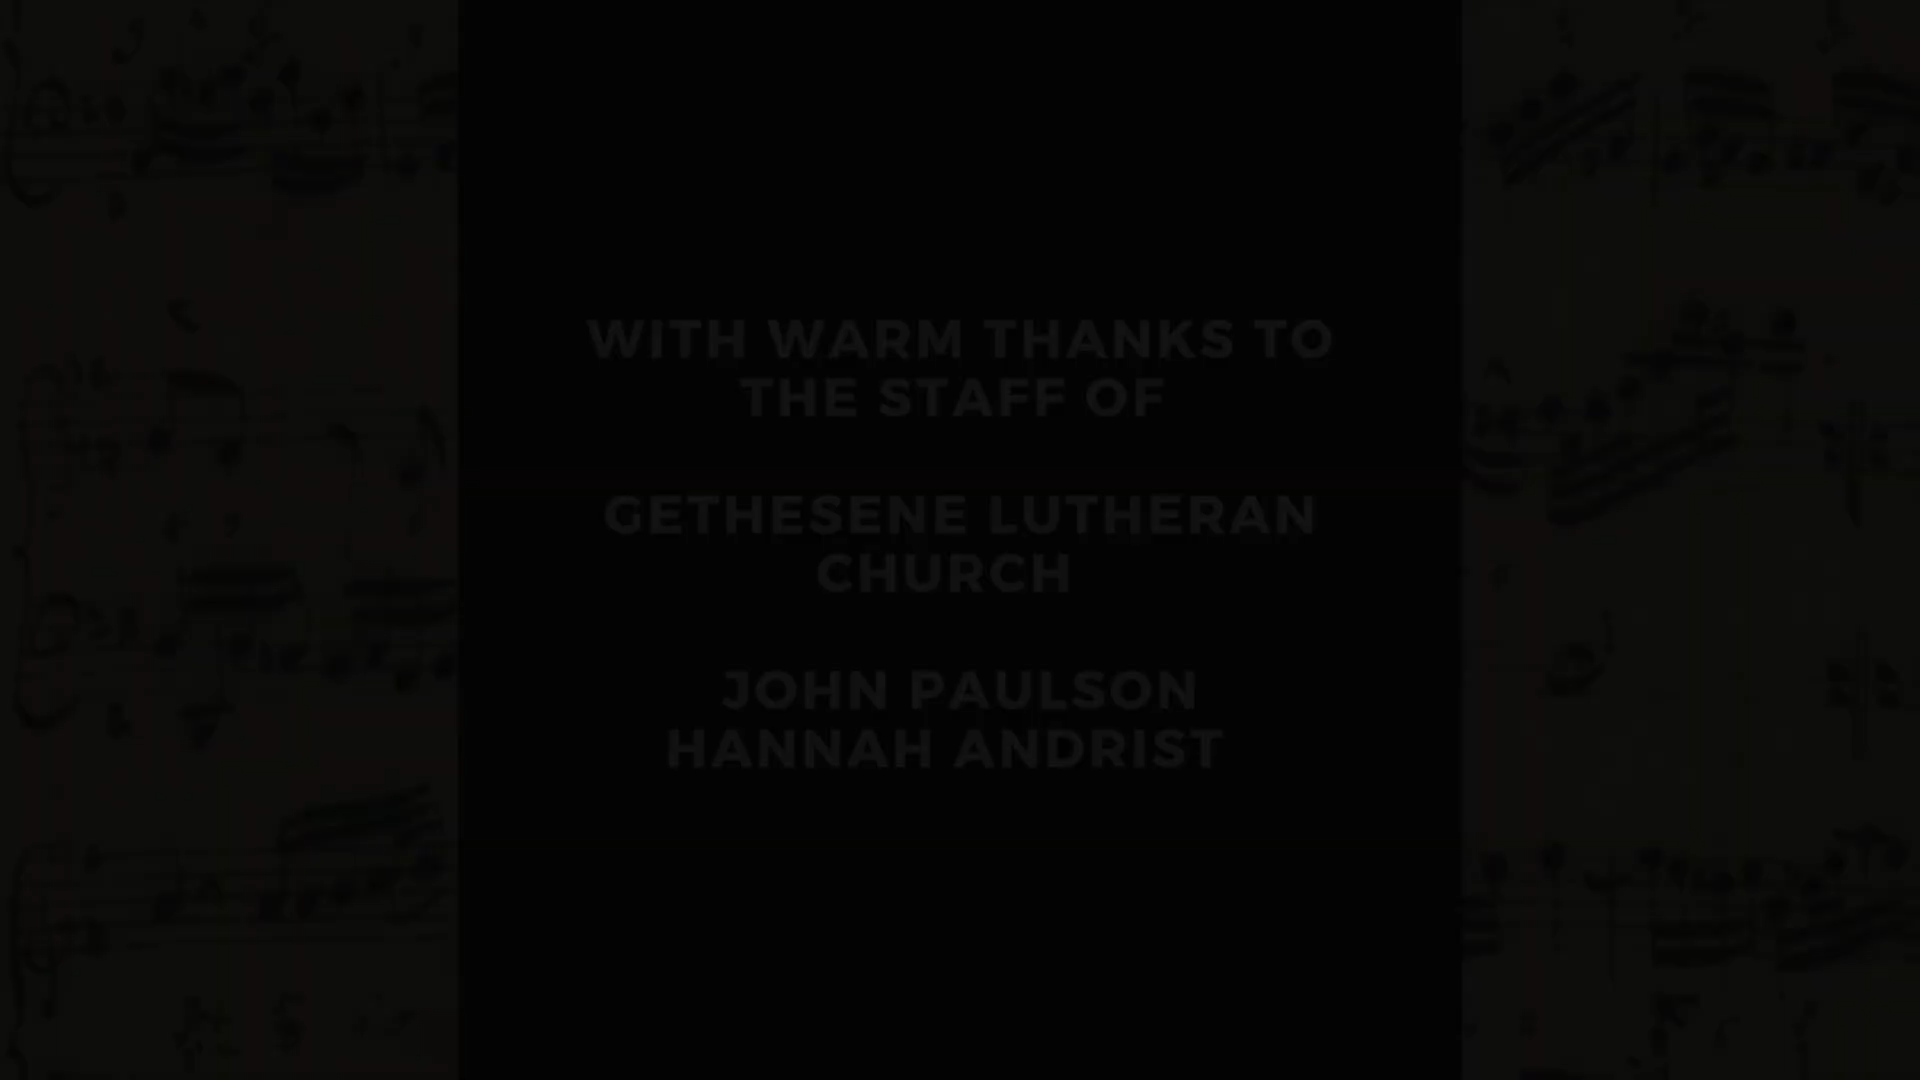 WITH WARM THANKS TO
THE STAFF OF
GETHESENE LUTHERAN
CHURCH
JOHN PAULSON
HANNAH ANDRIST